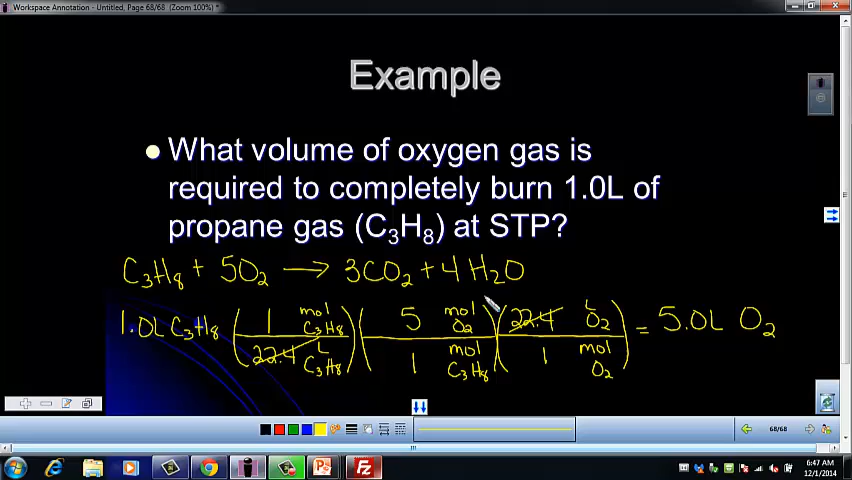 Workspace Annotation - Untitled, Page 68/68 (Zoom 100%) *
Example
What volume of oxygen gas is
required to completely burn 1.0L of
propane gas (C₃H₈) at STP?
C₃H₈ + 5O₂ → 3CO₂ + 4H₂O
1.0L C₃H₈ (1 mol C₃H₈ / 22.4 L C₃H₈) (5 mol O₂ / 1 mol C₃H₈) (22.4 L O₂ / 1 mol O₂) = 5.0L O₂
68/68
6:47 AM
12/1/2014